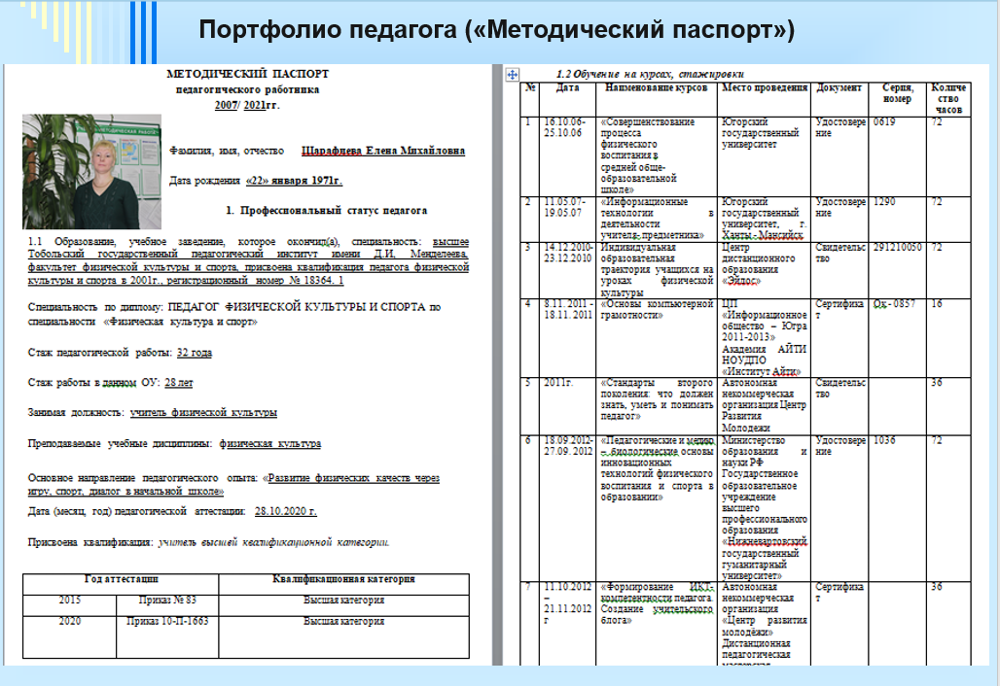 Портфолио педагога («Методический паспорт»)
МЕТОДИЧЕСКИЙ ПАСПОРТ
педагогического работника
2007/ 2021гг.
Фамилия, имя, отчество Шарафиева Елена Михайловна
Дата рождения «22» января 1971г.
1. Профессиональный статус педагога
1.1 Образование, учебное заведение, которое окончил(а), специальность: высшее
Тобольский государственный педагогический институт имени Д.И. Менделеева,
факультет физической культуры и спорта, присвоена квалификация педагога физической
культуры и спорта в 2001г., регистрационный номер № 18364. 1
Специальность по диплому: ПЕДАГОГ ФИЗИЧЕСКОЙ КУЛЬТУРЫ И СПОРТА по
специальности «Физическая культура и спорт»
Стаж педагогической работы: 32 года
Стаж работы в данном ОУ: 28 лет
Занимая должность: учитель физической культуры
Преподаваемые учебные дисциплины: физическая культура
Основное направление педагогического опыта: «Развитие физических качеств через
игру, спорт, диалог в начальной школе»
Дата (месяц, год) педагогической аттестации: 28.10.2020 г.
Присвоена квалификация: учитель высшей квалификационной категории.
Год аттестации Квалификационная категория
2015 Приказ № 83 Высшая категория
2020 Приказ 10-П-1663 Высшая категория
1.2 Обучение на курсах, стажировки
№ Дата Наименование курсов Место проведения Документ Серия, Количе
номер ство
часов
1 16.10.06- «Совершенствование Югорский Удостовере 0619 72
25.10.06 процесса государственный ние
физического университет
воспитания в
средней обще-
образовательной
школе»
2 11.05.07- «Информационные Югорский Удостовере 1290 72
19.05.07 технологии в государственный ние
деятельности университет, г.
учителя-предметника» Ханты-Мансийск
3 14.12.2010- Индивидуальная Центр Свидетельс 291210050 72
23.12.2010 образовательная дистанционного тво
траектория учащихся на образования
уроках физической «Эйдос»
культуры
4 8.11. 2011 - «Основы компьютерной ЦП Сертифика Ок - 0857 16
18.11. 2011 грамотности» «Информационное т
общество – Югра
2011-2013»
Академия АЙТИ
НОУДПО
«Институт Айти»
5 2011г. «Стандарты второго Автономная Свидетельс 36
поколения: что должен некоммерческая тво
знать, уметь и понимать организация Центр
педагог» Развития
Молодежи
6 18.09.2012- «Педагогические и медико Министерство Удостовере 1036 72
27.09. 2012 – биологические основы образования и ние
инновационных науки РФ
технологий физического Государственное
воспитания и спорта в образовательное
образовании» учреждение
высшего
профессионального
образования
«Нижневартовский
государственный
гуманитарный
университет»
7 11.10.2012 «Формирование ИКТ- Автономная Сертифика 36
– компетентности педагога. некоммерческая т
21.11.2012 Создание учительского организация
г блога» «Центр развития
молодёжи»
Дистанционная
педагогическая